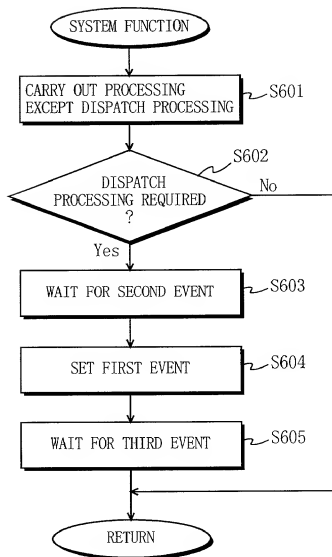 SYSTEM FUNCTION
CARRY OUT PROCESSING
EXCEPT DISPATCH PROCESSING
S601
S602
DISPATCH
PROCESSING REQUIRED
?
No
Yes
WAIT FOR SECOND EVENT
S603
SET FIRST EVENT
S604
WAIT FOR THIRD EVENT
S605
RETURN